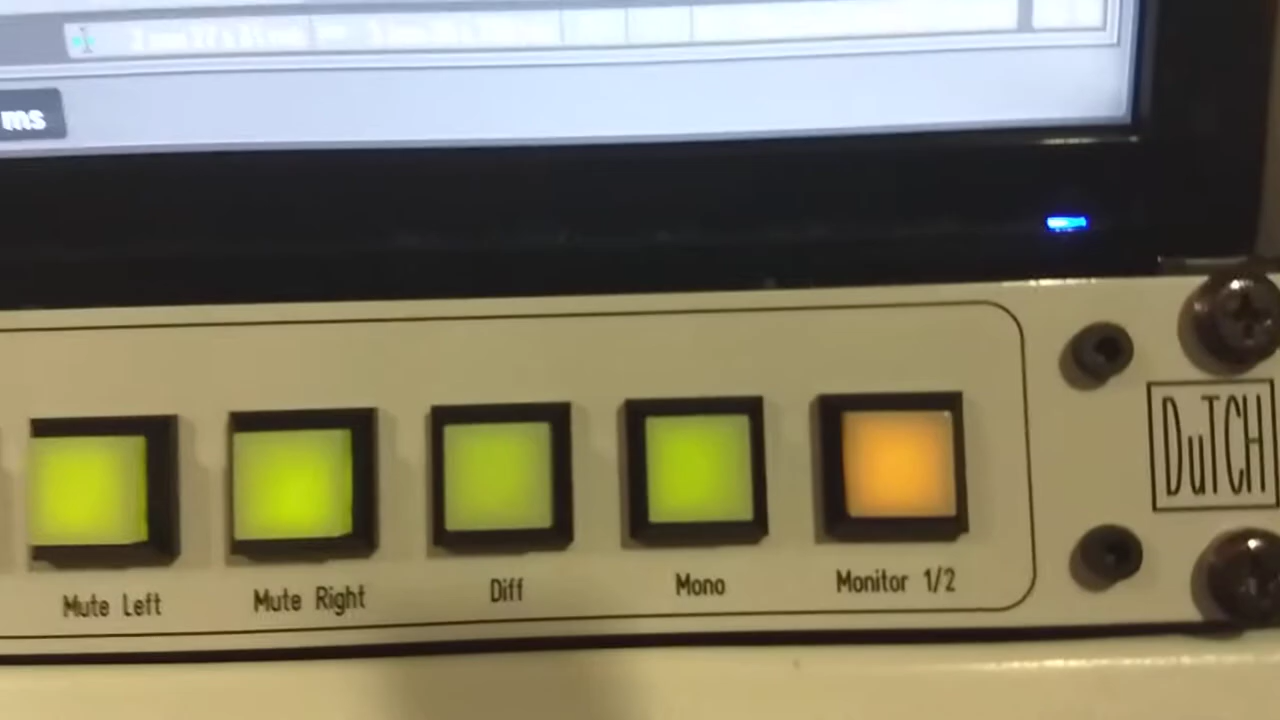 ms
DuTCH
Mute Left
Mute Right
Diff
Mono
Monitor 1/2